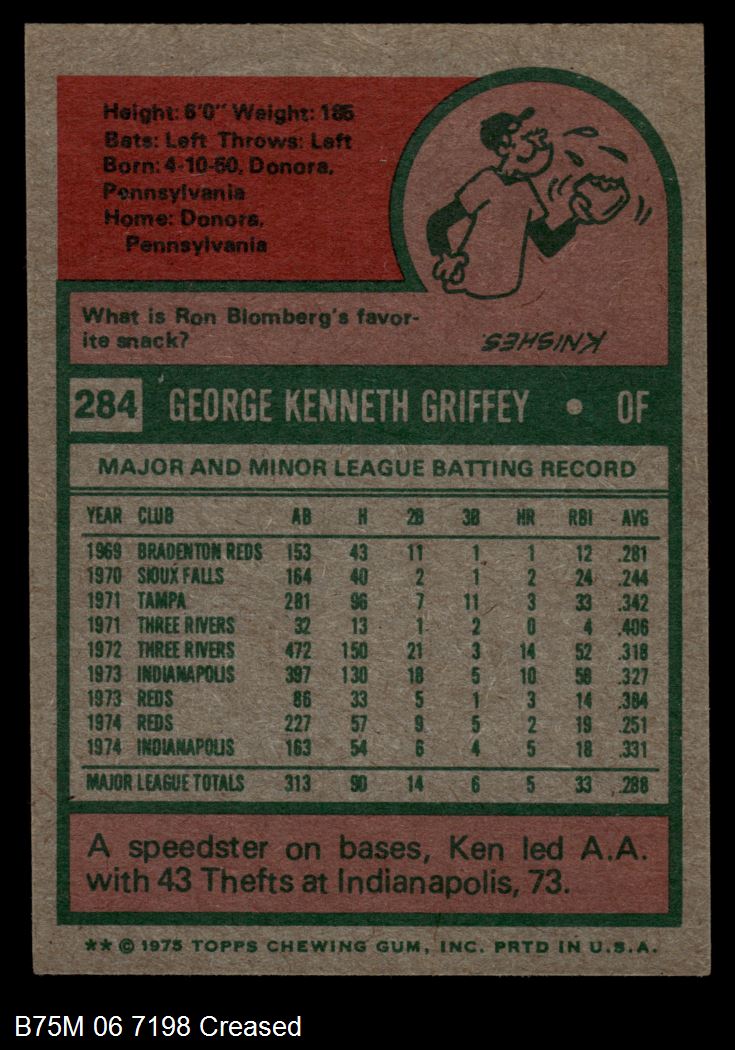 Height: 6'0" Weight: 185
Bats: Left Throws: Left
Born: 4-10-50, Donora,
Pennsylvania
Home: Donora,
Pennsylvania
What is Ron Blomberg's favor-
ite snack?
KNISHES
284 GEORGE KENNETH GRIFFEY • OF
MAJOR AND MINOR LEAGUE BATTING RECORD
YEAR CLUB AB H 2B 3B HR RBI AVG
1969 BRADENTON REDS 153 43 11 1 1 12 .281
1970 SIOUX FALLS 164 40 2 1 2 24 .244
1971 TAMPA 281 96 7 11 3 33 .342
1971 THREE RIVERS 32 13 1 2 0 4 .406
1972 THREE RIVERS 472 150 21 3 14 52 .318
1973 INDIANAPOLIS 397 130 18 5 10 58 .327
1973 REDS 86 33 5 1 3 14 .384
1974 REDS 227 57 9 5 2 19 .251
1974 INDIANAPOLIS 163 54 6 4 5 18 .331
MAJOR LEAGUE TOTALS 313 90 14 6 5 33 .288
A speedster on bases, Ken led A.A.
with 43 Thefts at Indianapolis, 73.
** © 1975 TOPPS CHEWING GUM, INC. PRTD IN U.S.A.
B75M 06 7198 Creased